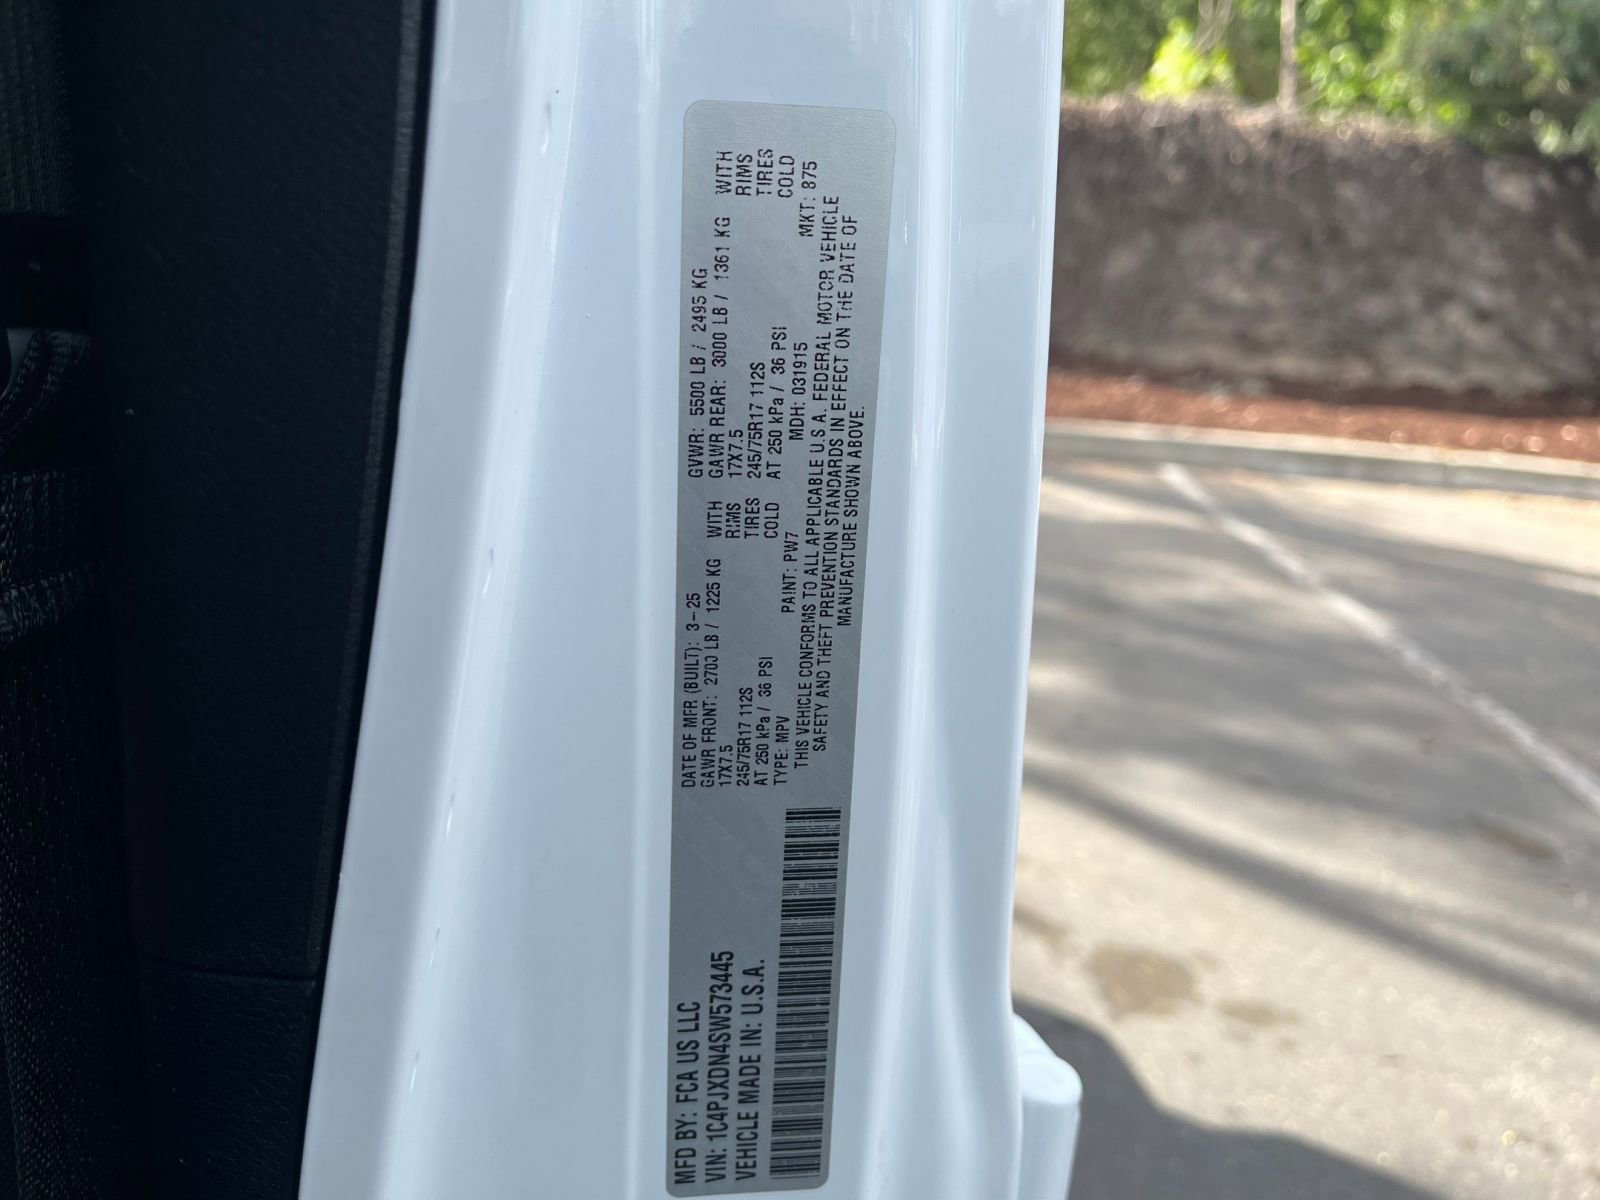 MFD BY: FCA US LLC
VIN: 1C4PJXDN4SW573445
VEHICLE MADE IN: U.S.A.
DATE OF MFR (BUILT): 3-25 GVWR: 5500 LB / 2495 KG
GAWR FRONT: 2700 LB / 1225 KG WITH GAWR REAR: 3000 LB / 1361 KG WITH
17X7.5 RIMS 17X7.5 RIMS
245/75R17 112S TIRES 245/75R17 112S TIRES
AT 250 kPa / 36 PSI COLD AT 250 kPa / 36 PSI COLD
TYPE: MPV PAINT: PW7 MDH: 031915 MKT: 875
THIS VEHICLE CONFORMS TO ALL APPLICABLE U.S.A. FEDERAL MOTOR VEHICLE
SAFETY AND THEFT PREVENTION STANDARDS IN EFFECT ON THE DATE OF
MANUFACTURE SHOWN ABOVE.